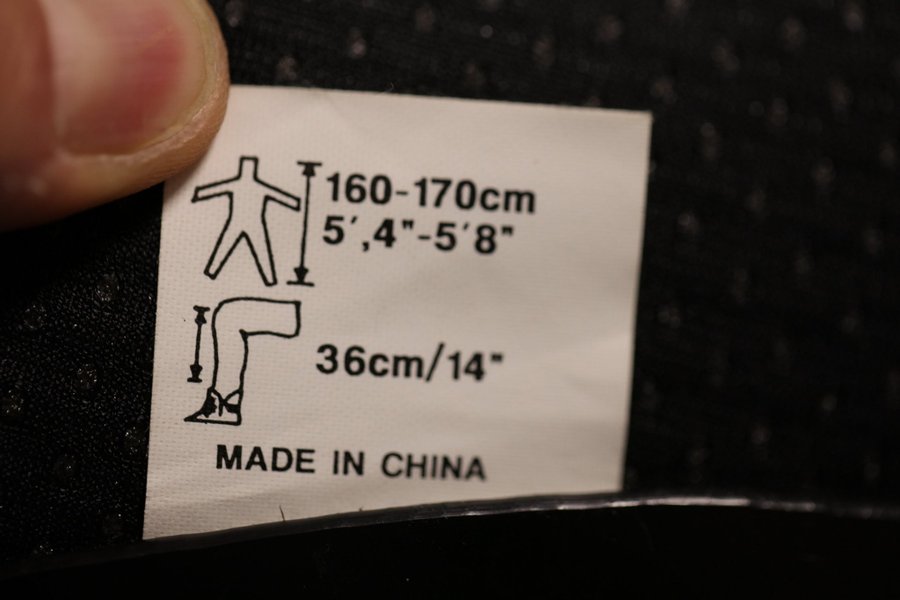 160-170cm
5′,4"-5′8"
36cm/14"
MADE IN CHINA